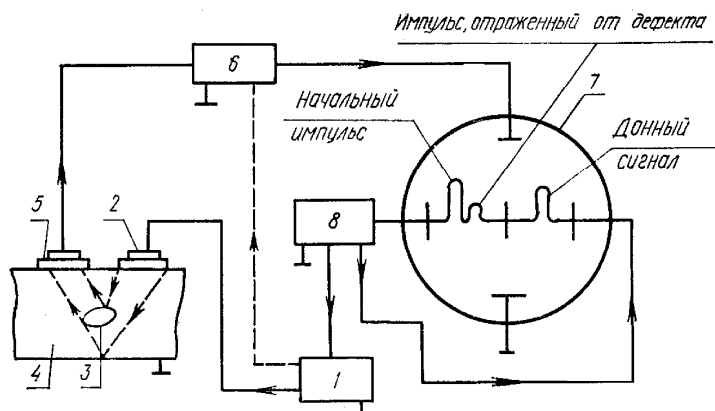 Импульс, отраженный от дефекта
6
7
Начальный
импульс
Донный
сигнал
5
2
8
4
3
1